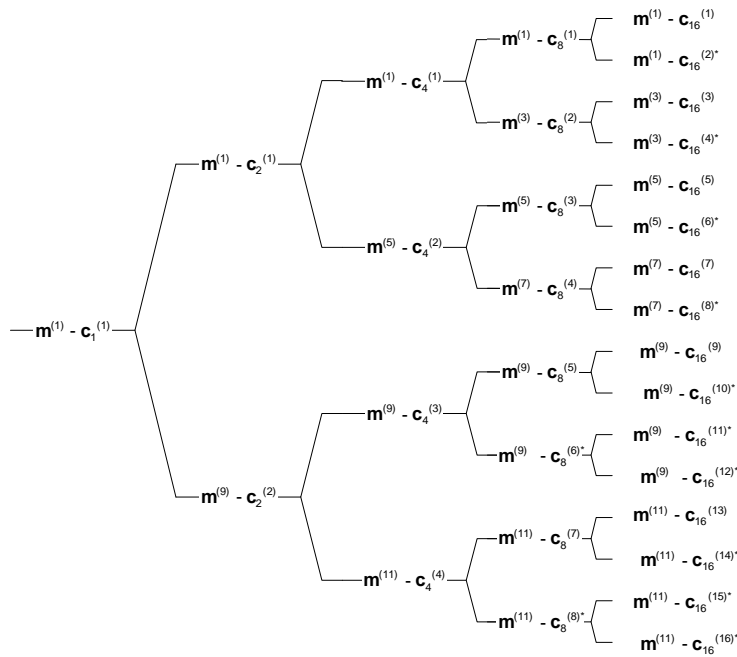 m(1) - c1(1)
m(1) - c2(1)
m(9) - c2(2)
m(1) - c4(1)
m(5) - c4(2)
m(9) - c4(3)
m(11) - c4(4)
m(1) - c8(1)
m(3) - c8(2)
m(5) - c8(3)
m(7) - c8(4)
m(9) - c8(5)
m(9) - c8(6)*
m(11) - c8(7)
m(11) - c8(8)*
m(1) - c16(1)
m(1) - c16(2)*
m(3) - c16(3)
m(3) - c16(4)*
m(5) - c16(5)
m(5) - c16(6)*
m(7) - c16(7)
m(7) - c16(8)*
m(9) - c16(9)
m(9) - c16(10)*
m(9) - c16(11)*
m(9) - c16(12)*
m(11) - c16(13)
m(11) - c16(14)*
m(11) - c16(15)*
m(11) - c16(16)*